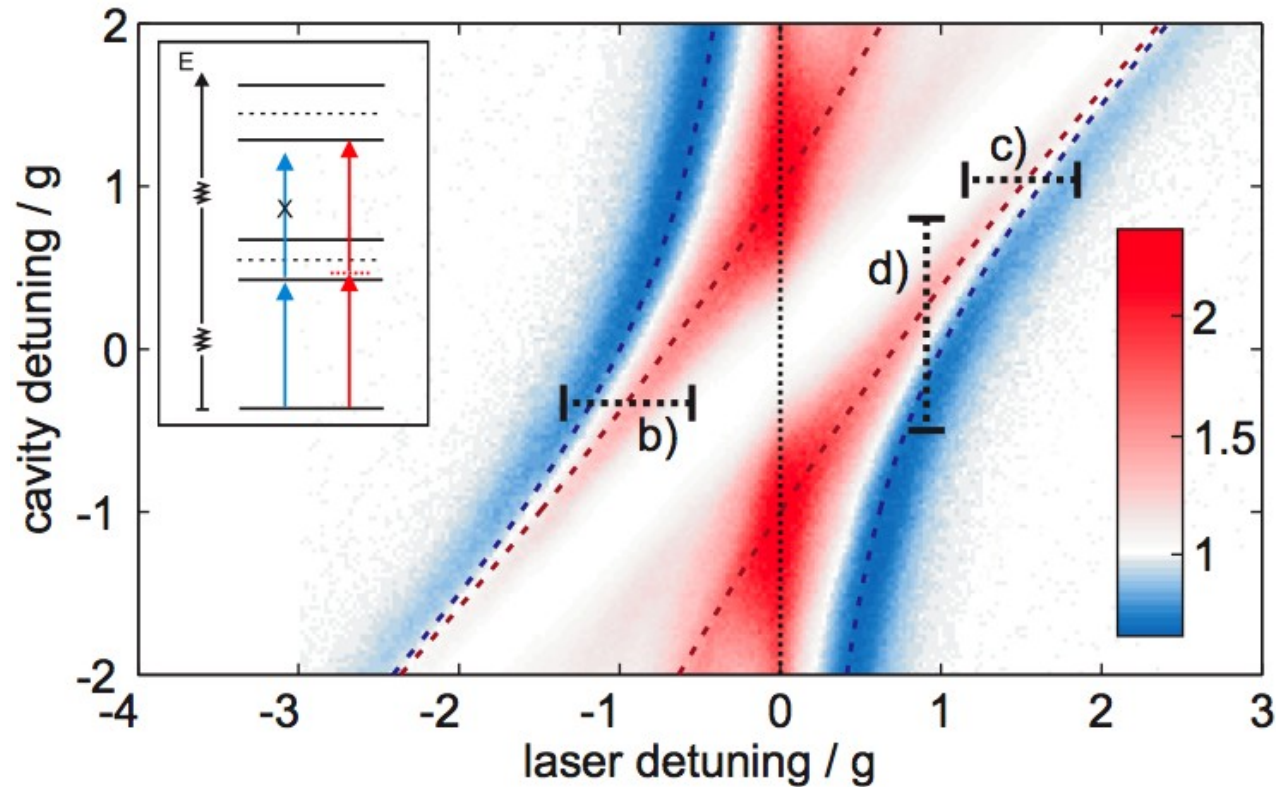 2
E
c)
1
d)
2
0
1.5
b)
1
-1
-2
-4 -3 -2 -1 0 1 2 3
cavity detuning / g
laser detuning / g